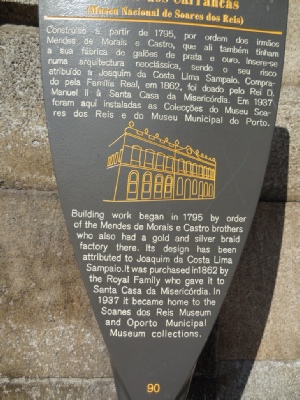 dos Carrancas
(Museu Nacional de Soares dos Reis)
Construído a partir de 1795, por ordem dos irmãos
Mendes de Morais e Castro, que ali também tinham
a sua fábrica de galões de prata e ouro. Insere-se
numa arquitetura neoclássica, sendo o seu risco
atribuído a Joaquim da Costa Lima Sampaio. Compra-
do pela Família Real, em 1862, foi doado pelo Rei D.
Manuel II à Santa Casa da Misericórdia. Em 1937
foram aqui instaladas as Colecções do Museu Soa-
res dos Reis e do Museu Municipal do Porto.
Building work began in 1795 by order
of the Mendes de Morais e Castro brothers
who also had a gold and silver braid
factory there. Its design has been
attributed to Joaquim da Costa Lima
Sampaio. It was purchased in 1862 by
the Royal Family who gave it to
Santa Casa da Misericórdia. In
1937 it became home to the
Soanes dos Reis Museum
and Oporto Municipal
Museum collections.
90